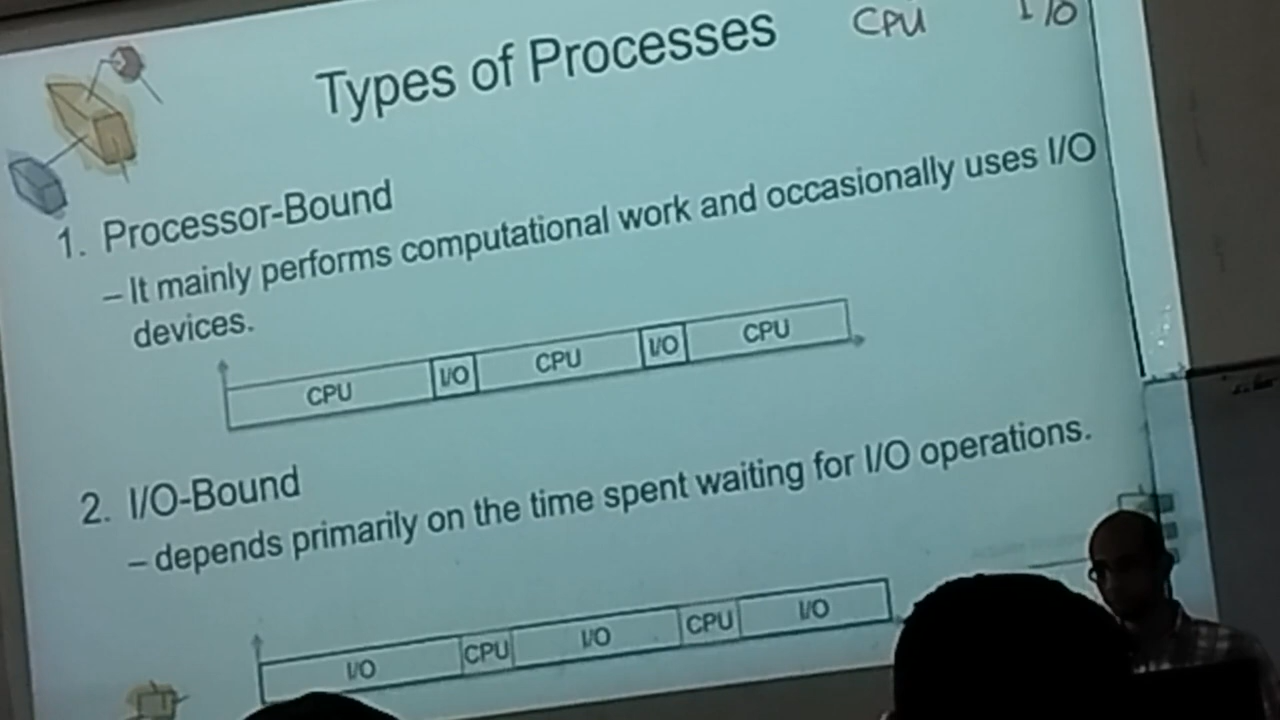 Types of Processes
CPU I/O
1. Processor-Bound
– It mainly performs computational work and occasionally uses I/O
devices.
CPU I/O CPU I/O CPU
2. I/O-Bound
– depends primarily on the time spent waiting for I/O operations.
I/O CPU I/O CPU I/O